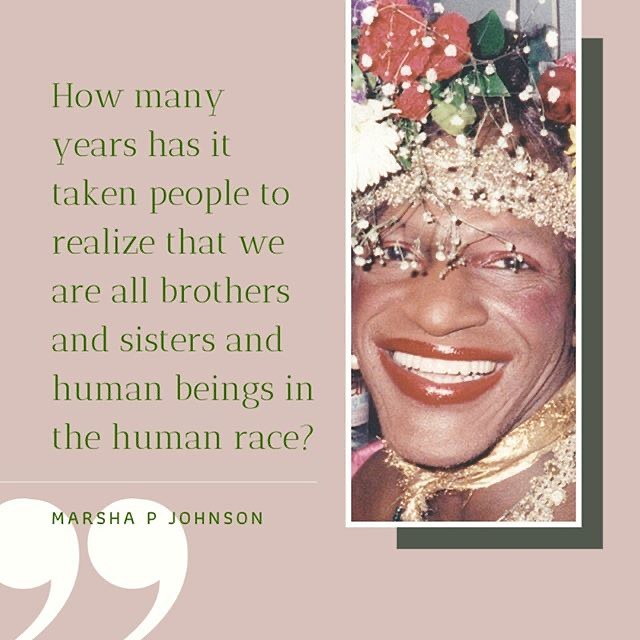 How many
years has it
taken people to
realize that we
are all brothers
and sisters and
human beings in
the human race?
MARSHA P JOHNSON